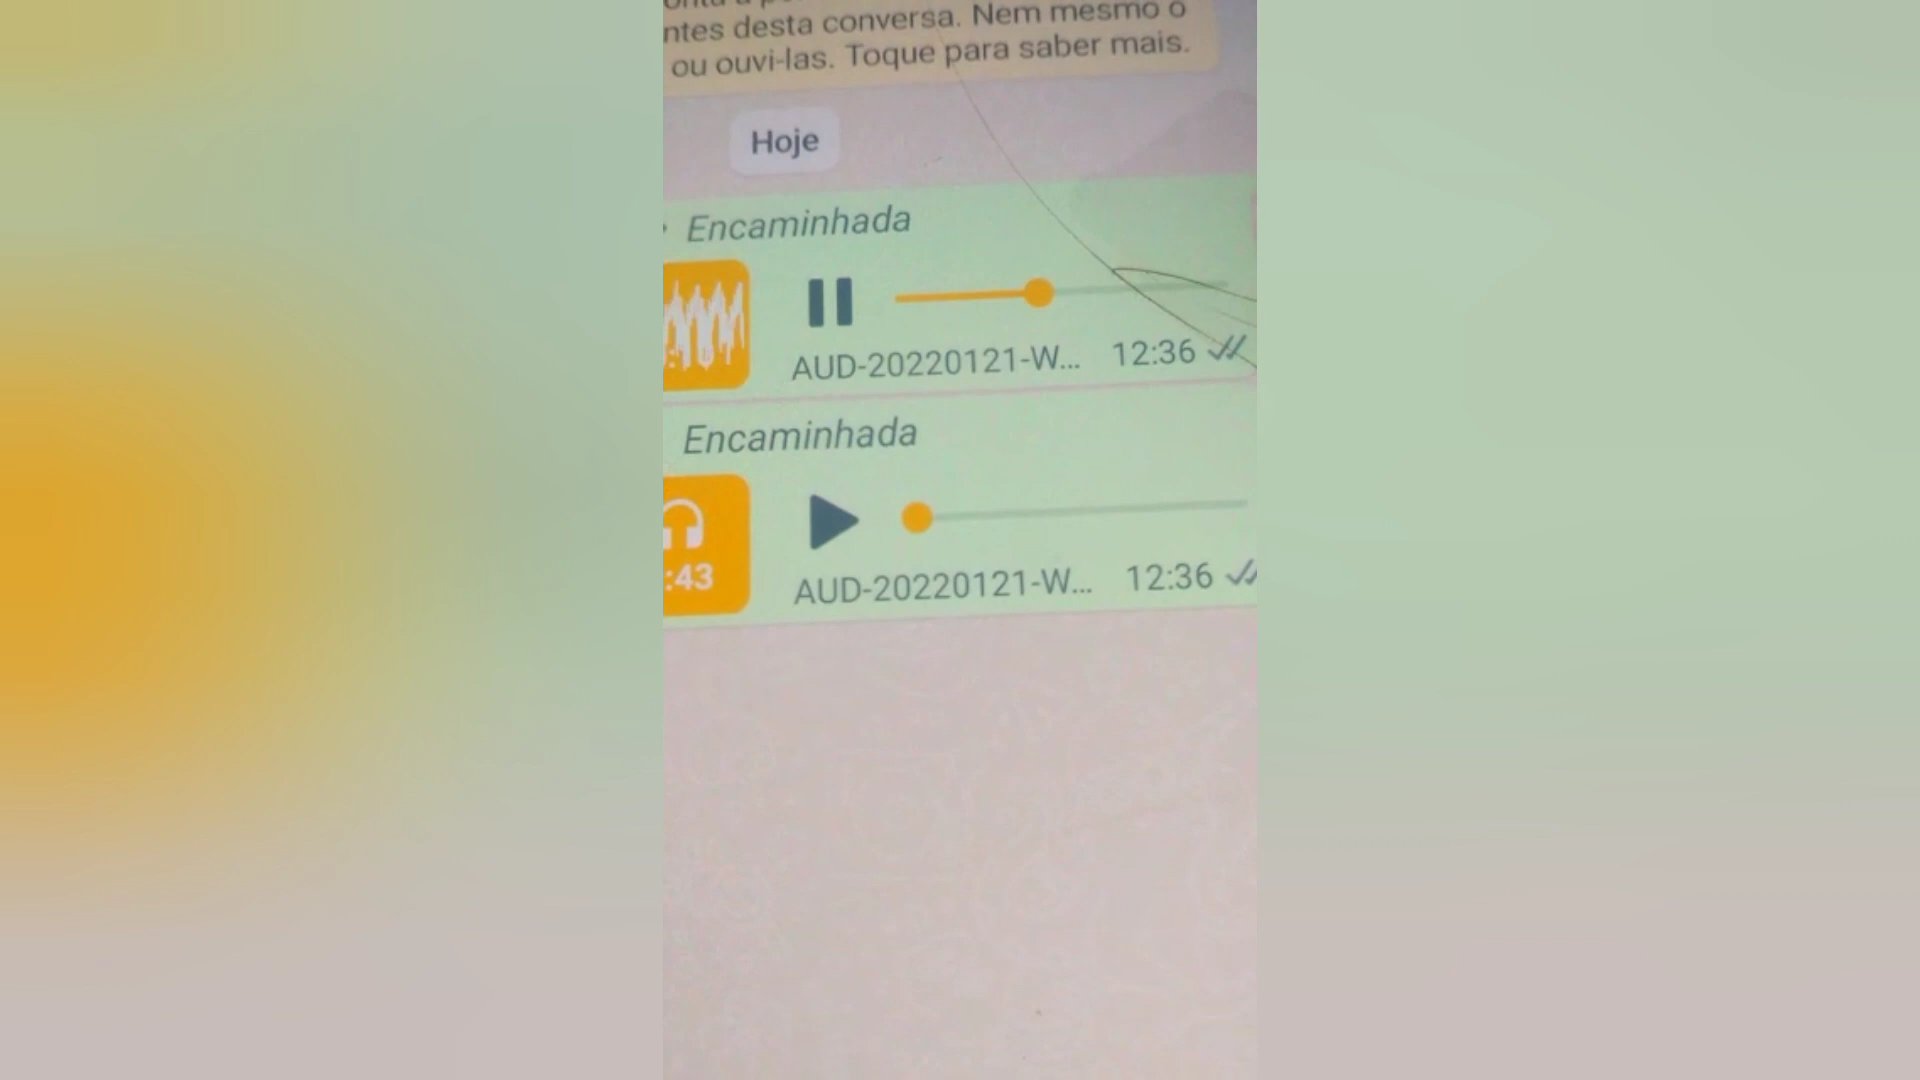 ntes desta conversa. Nem mesmo o
ou ouvi-las. Toque para saber mais.
Hoje
Encaminhada
AUD-20220121-W... 12:36
Encaminhada
:43
AUD-20220121-W... 12:36